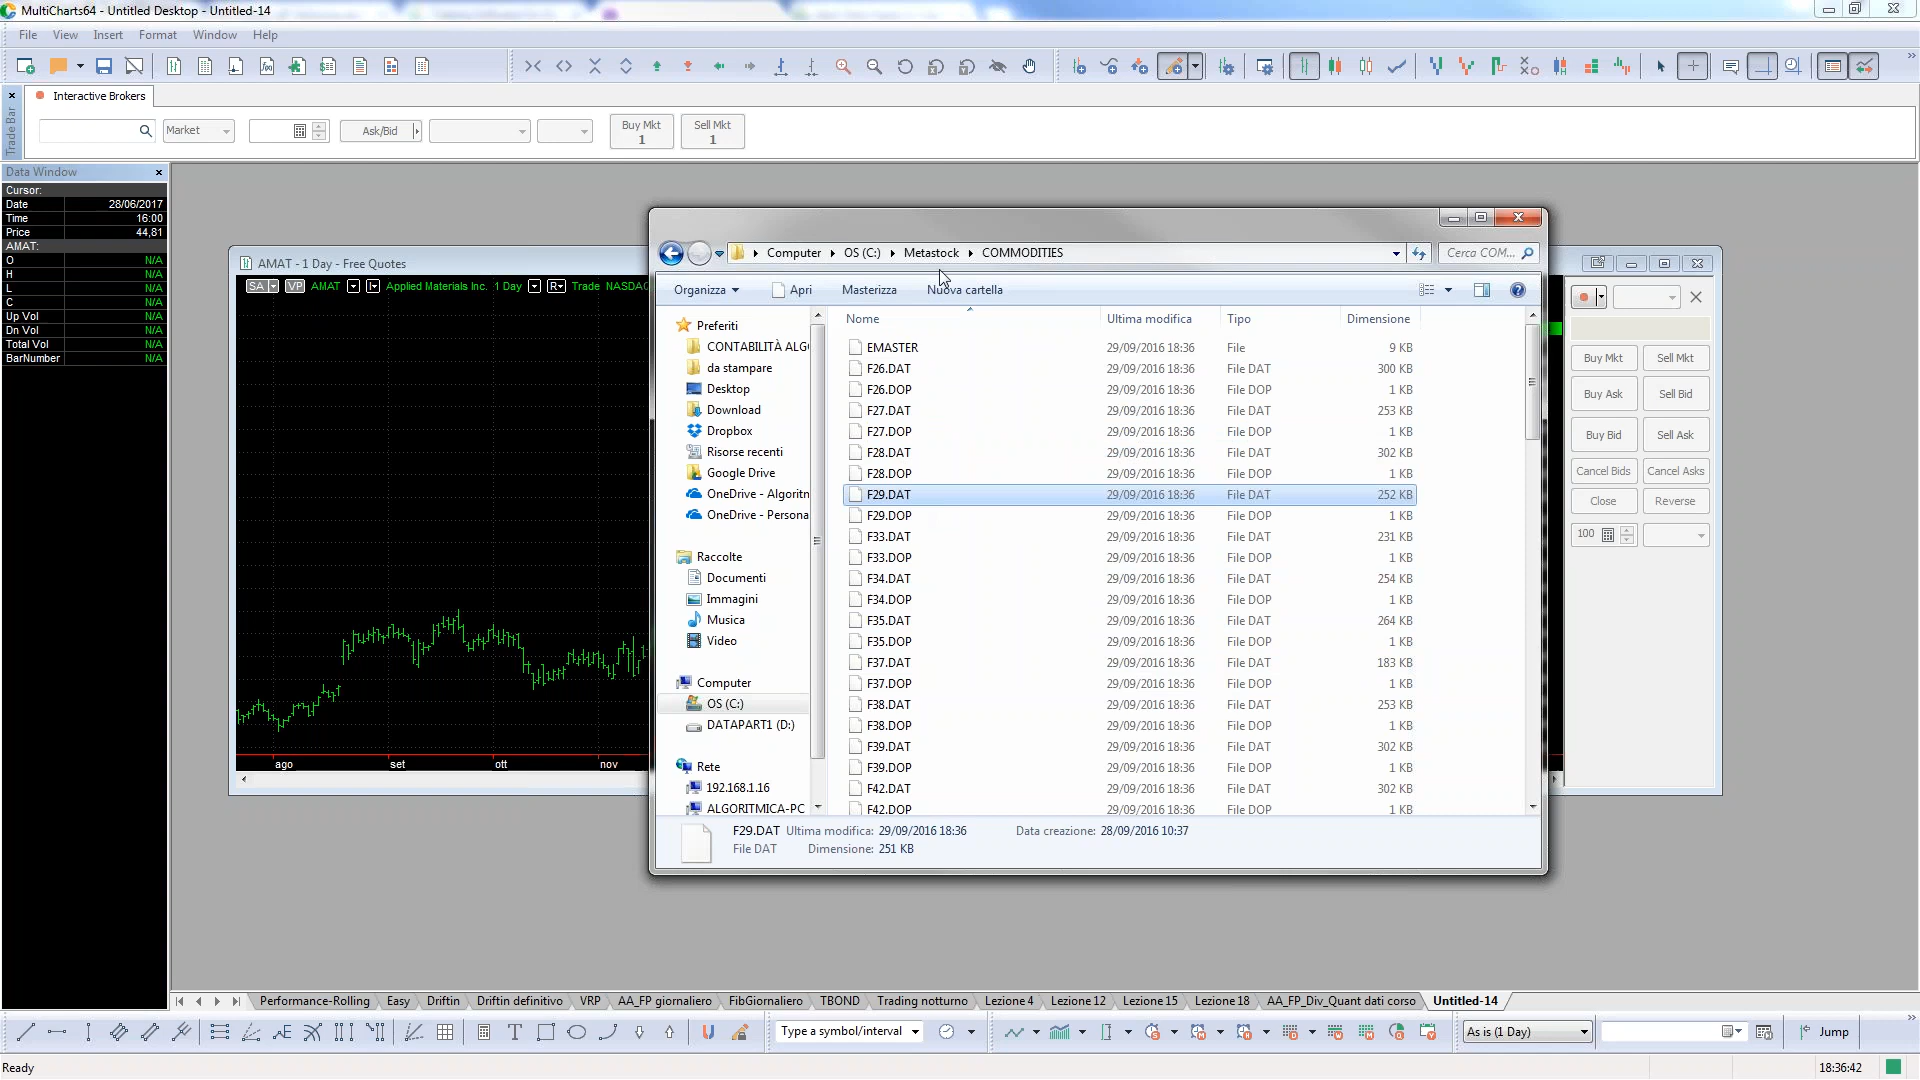 MultiCharts64 - Untitled Desktop - Untitled-14
File View Insert Format Window Help
Interactive Brokers
Trade Bar
Market Ask/Bid Buy Mkt 1 Sell Mkt 1
Data Window
Cursor:
Date 28/06/2017
Time 16:00
Price 44,81
AMAT:
O N/A
H N/A
L N/A
C N/A
Up Vol N/A
Dn Vol N/A
Total Vol N/A
BarNumber N/A
AMAT - 1 Day - Free Quotes
SA VP AMAT Applied Materials Inc. 1 Day R Trade NASDAQ
ago set ott nov
Computer OS (C:) Metastock COMMODITIES
Cerca COM...
Organizza Apri Masterizza Nuova cartella
Preferiti
CONTABILITÀ ALG
da stampare
Desktop
Download
Dropbox
Risorse recenti
Google Drive
OneDrive - Algoritn
OneDrive - Persona
Raccolte
Documenti
Immagini
Musica
Video
Computer
OS (C:)
DATAPART1 (D:)
Rete
192.168.1.16
ALGORITMICA-PC
Nome Ultima modifica Tipo Dimensione
EMASTER 29/09/2016 18:36 File 9 KB
F26.DAT 29/09/2016 18:36 File DAT 300 KB
F26.DOP 29/09/2016 18:36 File DOP 1 KB
F27.DAT 29/09/2016 18:36 File DAT 253 KB
F27.DOP 29/09/2016 18:36 File DOP 1 KB
F28.DAT 29/09/2016 18:36 File DAT 302 KB
F28.DOP 29/09/2016 18:36 File DOP 1 KB
F29.DAT 29/09/2016 18:36 File DAT 252 KB
F29.DOP 29/09/2016 18:36 File DOP 1 KB
F33.DAT 29/09/2016 18:36 File DAT 231 KB
F33.DOP 29/09/2016 18:36 File DOP 1 KB
F34.DAT 29/09/2016 18:36 File DAT 254 KB
F34.DOP 29/09/2016 18:36 File DOP 1 KB
F35.DAT 29/09/2016 18:36 File DAT 264 KB
F35.DOP 29/09/2016 18:36 File DOP 1 KB
F37.DAT 29/09/2016 18:36 File DAT 183 KB
F37.DOP 29/09/2016 18:36 File DOP 1 KB
F38.DAT 29/09/2016 18:36 File DAT 253 KB
F38.DOP 29/09/2016 18:36 File DOP 1 KB
F39.DAT 29/09/2016 18:36 File DAT 302 KB
F39.DOP 29/09/2016 18:36 File DOP 1 KB
F42.DAT 29/09/2016 18:36 File DAT 302 KB
F42.DOP 29/09/2016 18:36 File DOP 1 KB
F29.DAT Ultima modifica: 29/09/2016 18:36 Data creazione: 28/09/2016 10:37
File DAT Dimensione: 251 KB
Buy Mkt Sell Mkt
Buy Ask Sell Bid
Buy Bid Sell Ask
Cancel Bids Cancel Asks
Close Reverse
100
Performance-Rolling Easy Driftin Driftin definitivo VRP AA_FP giornaliero FibGiornaliero TBOND Trading notturno Lezione 4 Lezione 12 Lezione 15 Lezione 18 AA_FP_Div_Quant dati corso Untitled-14
Type a symbol/interval As is (1 Day) Jump
Ready 18:36:42